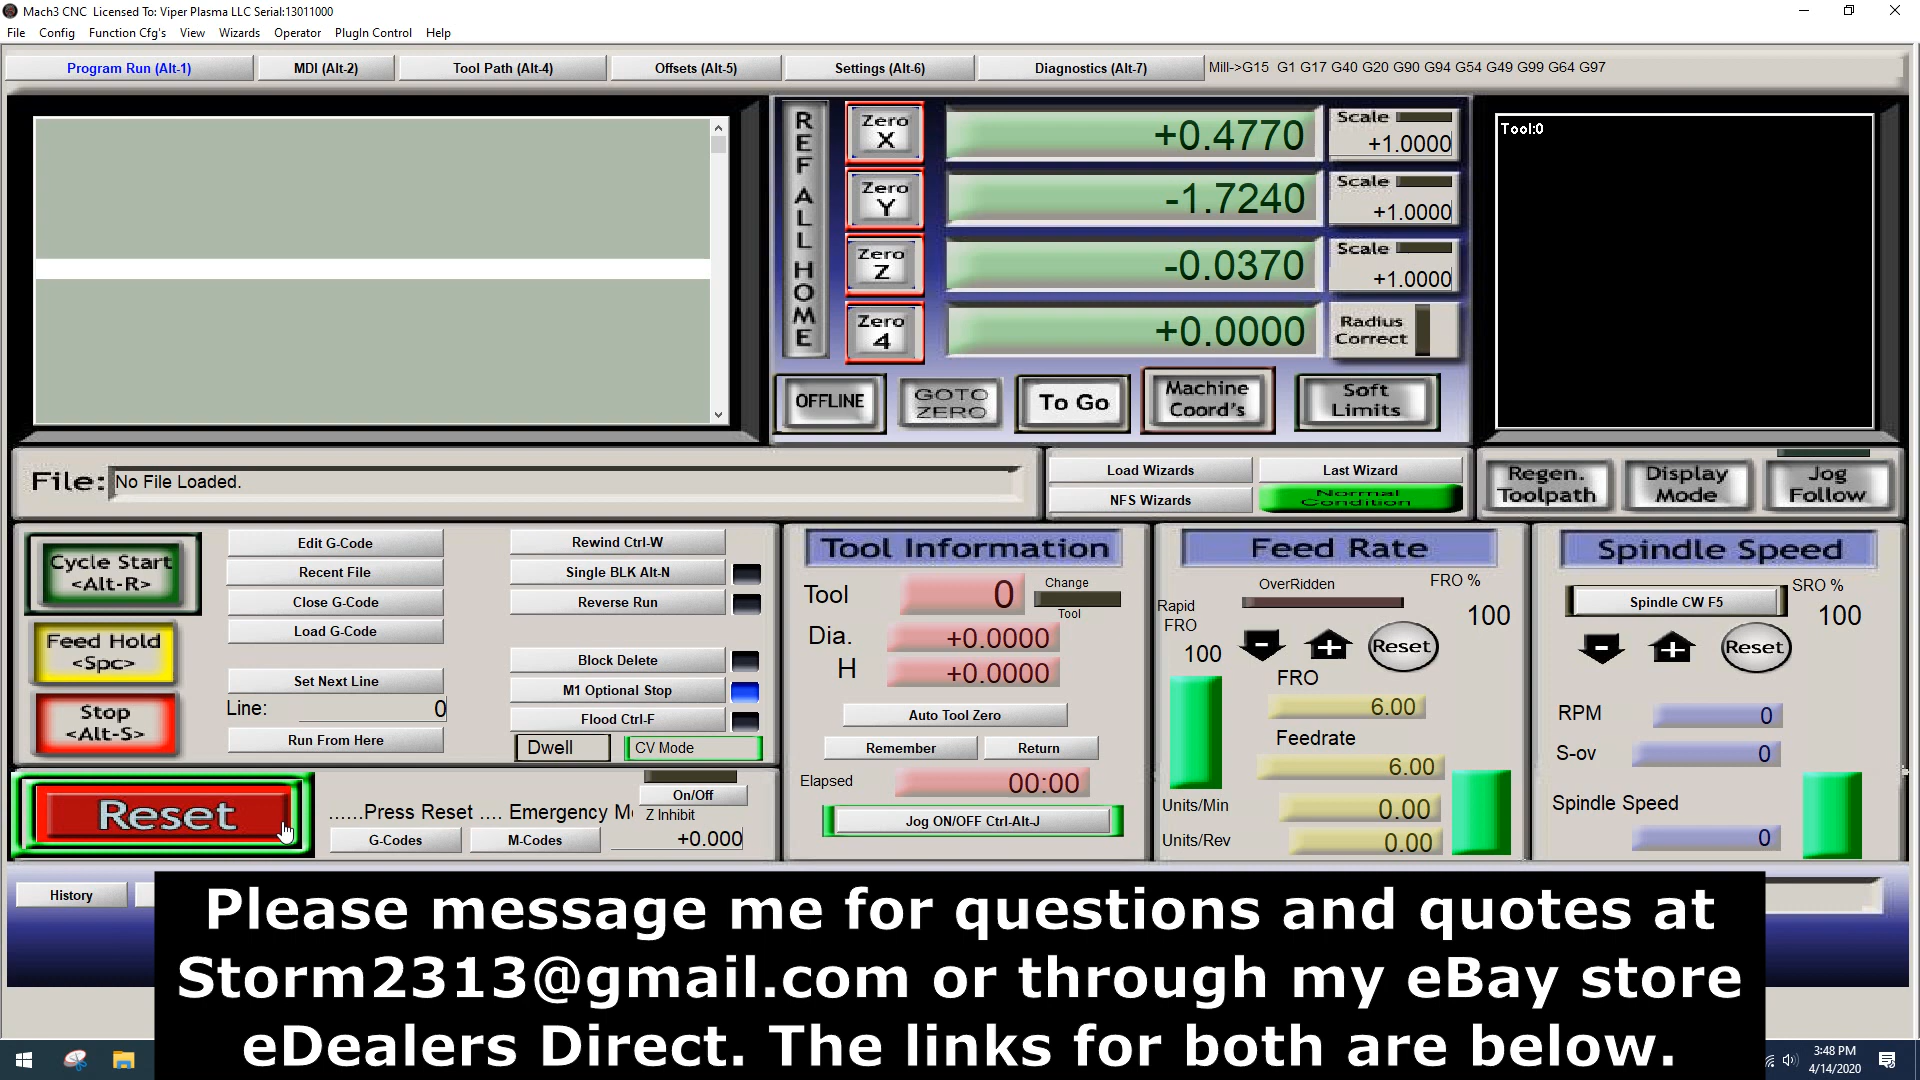 Mach3 CNC Licensed To: Viper Plasma LLC Serial:13011000
File Config Function Cfg's View Wizards Operator PlugIn Control Help
Program Run (Alt-1) MDI (Alt-2) Tool Path (Alt-4) Offsets (Alt-5) Settings (Alt-6) Diagnostics (Alt-7) Mill->G15 G1 G17 G40 G20 G90 G94 G54 G49 G99 G64 G97
REF ALL HOME
Zero X +0.4770 Scale +1.0000
Zero Y -1.7240 Scale +1.0000
Zero Z -0.0370 Scale +1.0000
Zero 4 +0.0000 Radius Correct
Tool:0
OFFLINE GOTO ZERO To Go Machine Coord's Soft Limits
File: No File Loaded.
Load Wizards Last Wizard
NFS Wizards Normal Condition
Regen. Toolpath Display Mode Jog Follow
Cycle Start <Alt-R>
Feed Hold <Spc>
Stop <Alt-S>
Edit G-Code
Recent File
Close G-Code
Load G-Code
Set Next Line
Line: 0
Run From Here
Rewind Ctrl-W
Single BLK Alt-N
Reverse Run
Block Delete
M1 Optional Stop
Flood Ctrl-F
Dwell CV Mode
Reset
......Press Reset .... Emergency M
G-Codes M-Codes
On/Off
Z Inhibit
+0.000
Tool Information
Tool 0 Change Tool
Dia. +0.0000
H +0.0000
Auto Tool Zero
Remember Return
Elapsed 00:00
Jog ON/OFF Ctrl-Alt-J
Feed Rate
OverRidden FRO % 100
Rapid FRO 100
Reset
FRO
6.00
Feedrate
6.00
Units/Min 0.00
Units/Rev 0.00
Spindle Speed
Spindle CW F5 SRO % 100
Reset
RPM 0
S-ov 0
Spindle Speed
0
History
Please message me for questions and quotes at
Storm2313@gmail.com or through my eBay store
eDealers Direct. The links for both are below.
3:48 PM
4/14/2020